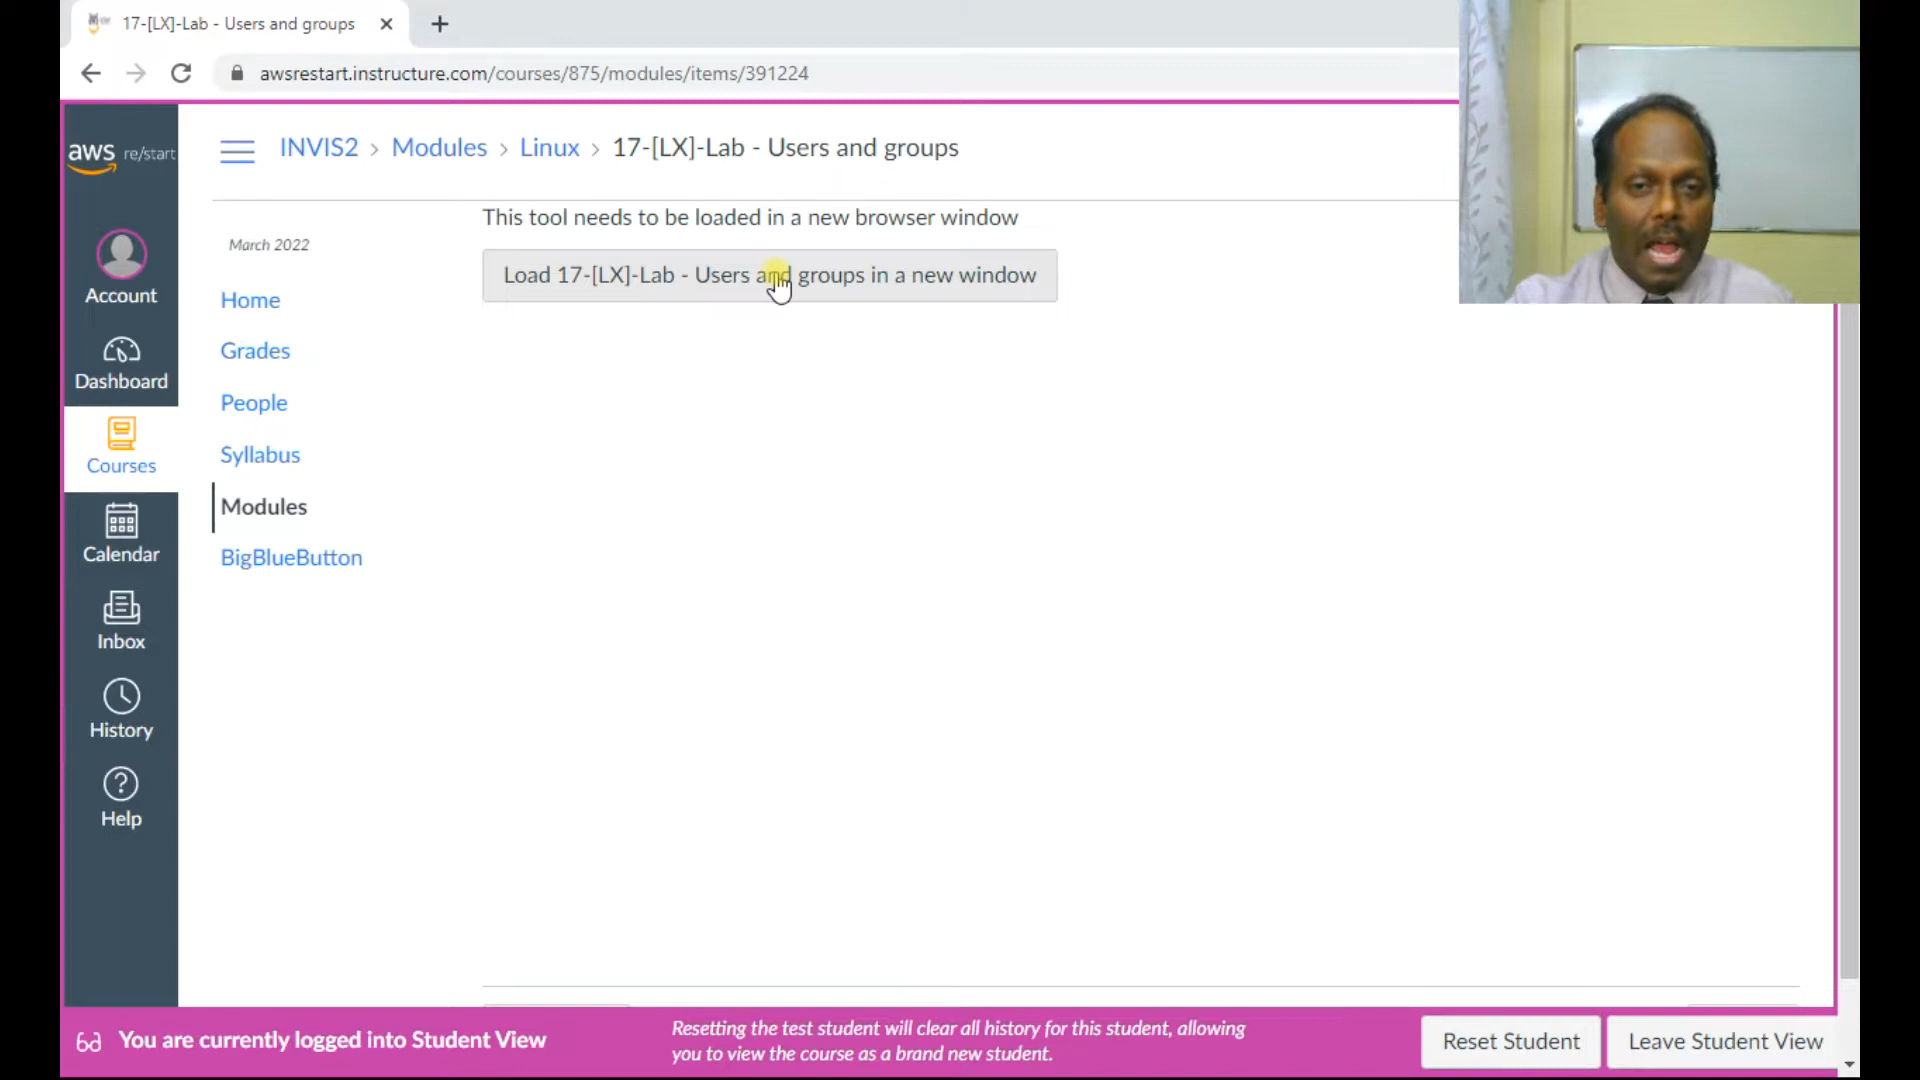 17-[LX]-Lab - Users and groups
awsrestart.instructure.com/courses/875/modules/items/391224
aws re/start
INVIS2 > Modules > Linux > 17-[LX]-Lab - Users and groups
This tool needs to be loaded in a new browser window
Load 17-[LX]-Lab - Users and groups in a new window
March 2022
Home
Grades
People
Syllabus
Modules
BigBlueButton
Account
Dashboard
Courses
Calendar
Inbox
History
Help
You are currently logged into Student View
Resetting the test student will clear all history for this student, allowing
you to view the course as a brand new student.
Reset Student
Leave Student View